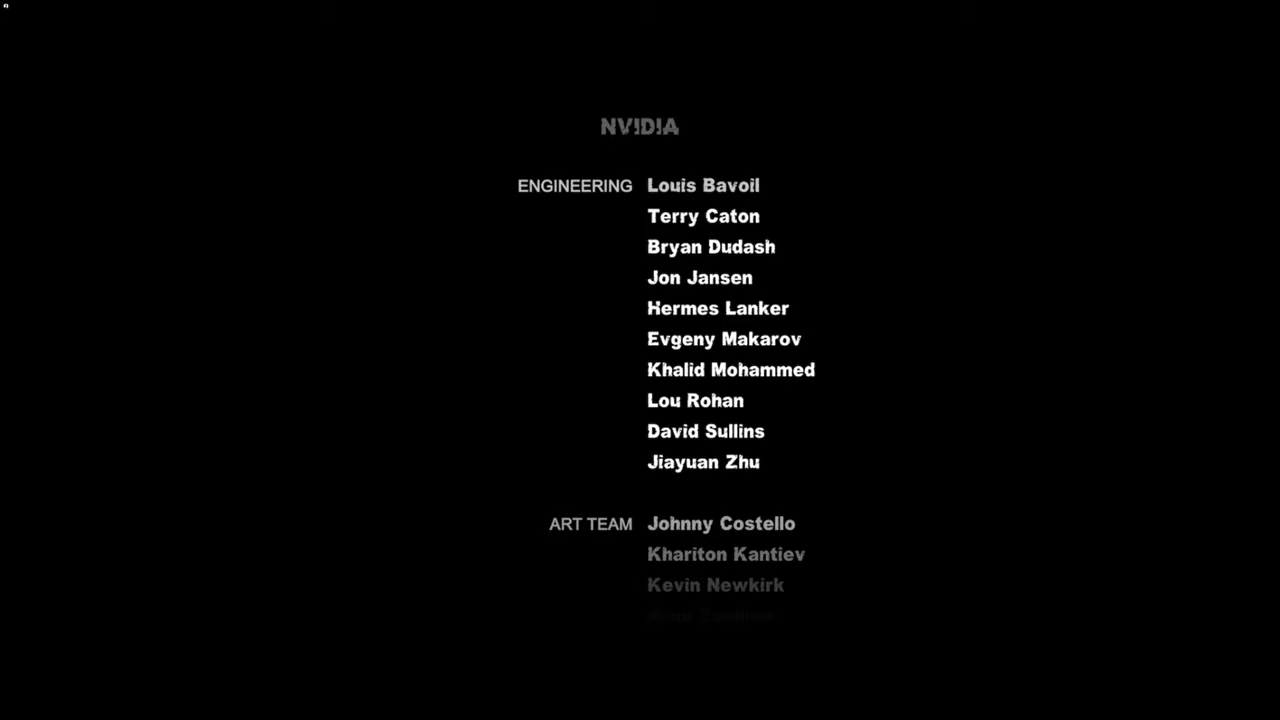 NVIDIA
ENGINEERING Louis Bavoil
Terry Caton
Bryan Dudash
Jon Jansen
Hermes Lanker
Evgeny Makarov
Khalid Mohammed
Lou Rohan
David Sullins
Jiayuan Zhu
ART TEAM Johnny Costello
Khariton Kantiev
Kevin Newkirk